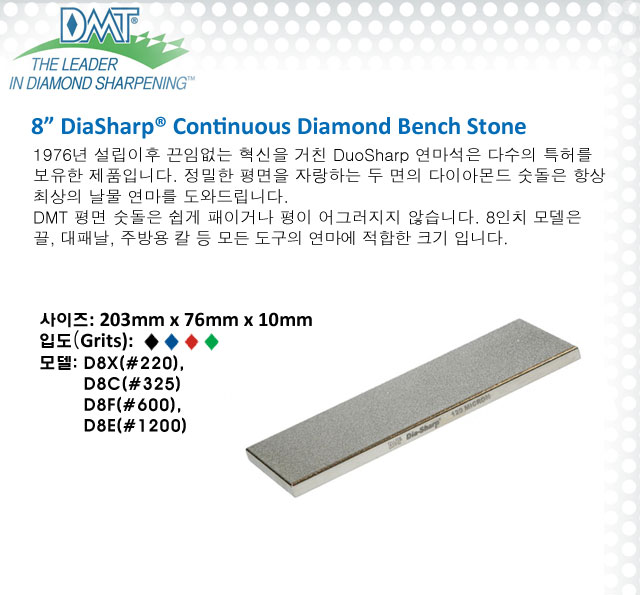 DMT®
THE LEADER
IN DIAMOND SHARPENING™
8” DiaSharp® Continuous Diamond Bench Stone
1976년 설립이후 끈임없는 혁신을 거친 DuoSharp 연마석은 다수의 특허를
보유한 제품입니다. 정밀한 평면을 자랑하는 두 면의 다이아몬드 숫돌은 항상
최상의 날물 연마를 도와드립니다.
DMT 평면 숫돌은 쉽게 패이거나 평이 어그러지지 않습니다. 8인치 모델은
끌, 대패날, 주방용 칼 등 모든 도구의 연마에 적합한 크기 입니다.
사이즈: 203mm x 76mm x 10mm
입도(Grits):
모델: D8X(#220),
D8C(#325)
D8F(#600),
D8E(#1200)
DMT Dia-Sharp® 120 MICRON